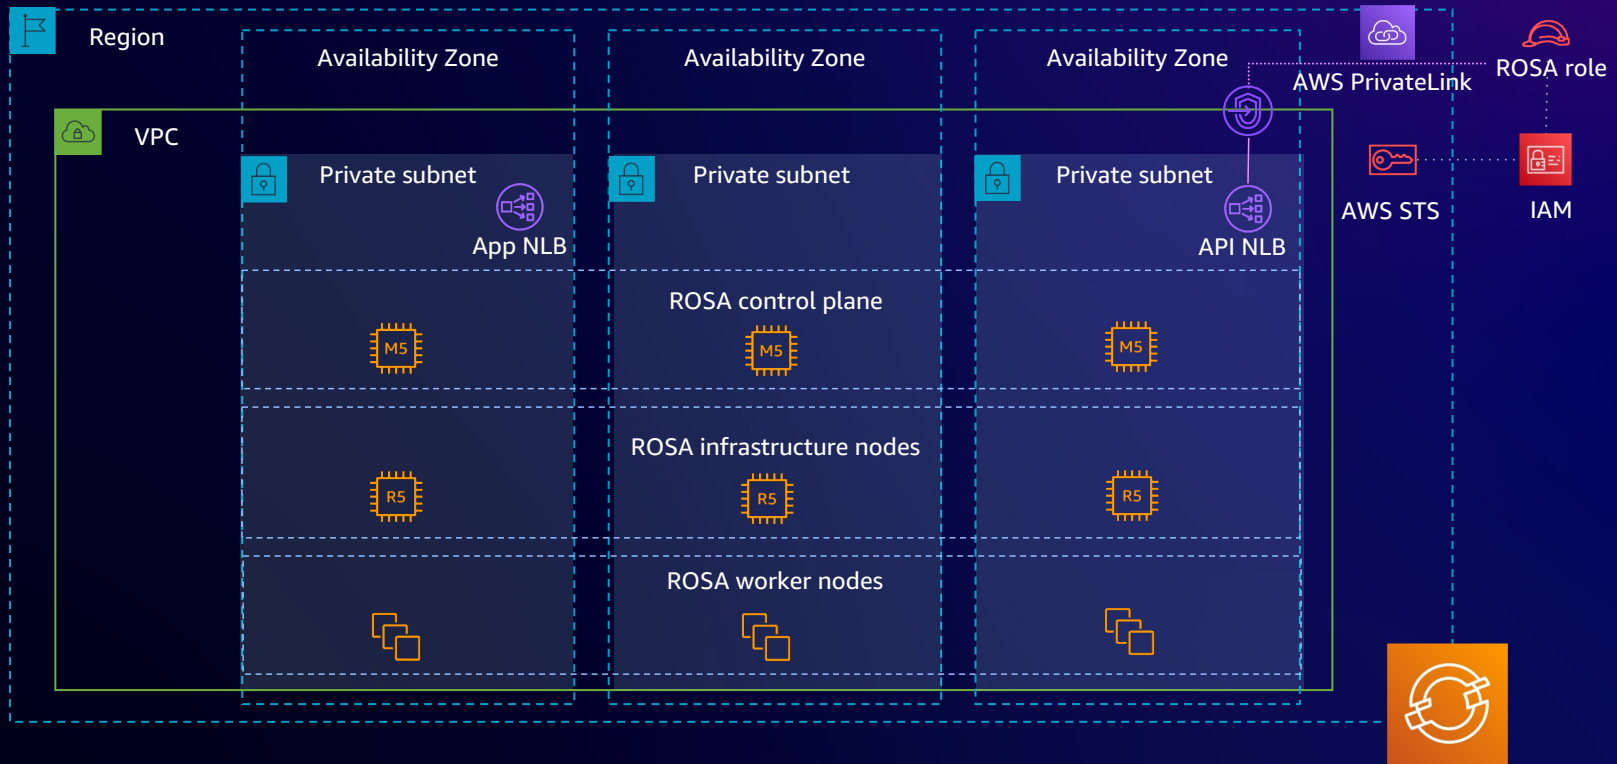 Region
Availability Zone
Availability Zone
Availability Zone
AWS PrivateLink
ROSA role
VPC
Private subnet
Private subnet
Private subnet
App NLB
API NLB
AWS STS
IAM
ROSA control plane
M5
M5
M5
ROSA infrastructure nodes
R5
R5
R5
ROSA worker nodes